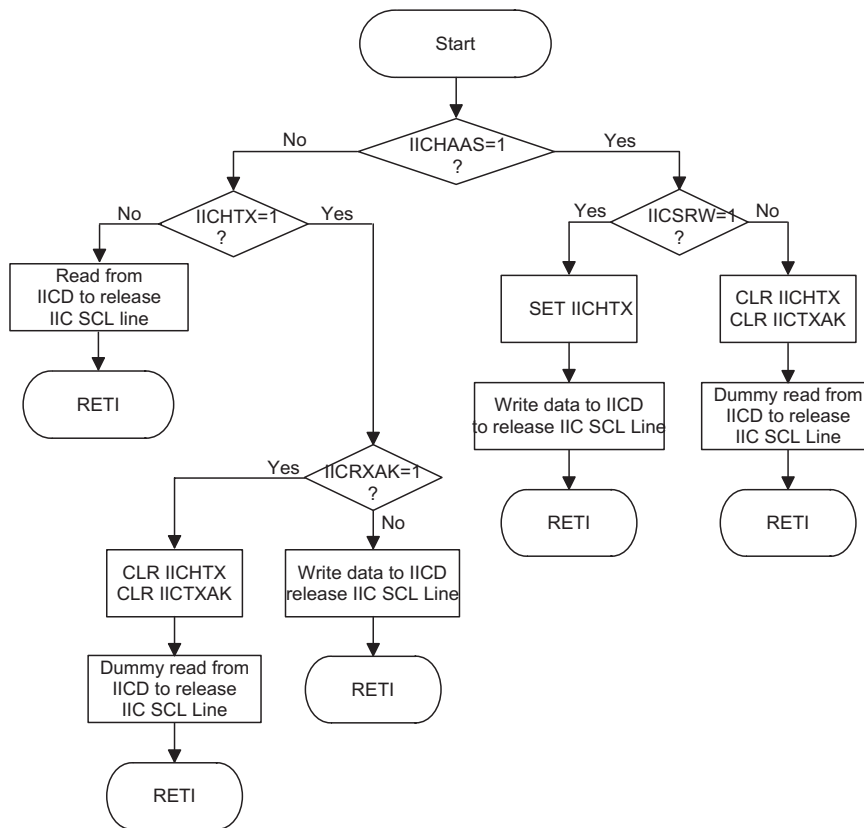 Start
IICHAAS=1
?
No
Yes
IICHTX=1
?
No
Yes
IICSRW=1
?
Yes
No
Read from
IICD to release
IIC SCL line
SET IICHTX
CLR IICHTX
CLR IICTXAK
RETI
Write data to IICD
to release IIC SCL Line
Dummy read from
IICD to release
IIC SCL Line
IICRXAK=1
?
Yes
No
RETI
RETI
CLR IICHTX
CLR IICTXAK
Write data to IICD
release IIC SCL Line
Dummy read from
IICD to release
IIC SCL Line
RETI
RETI